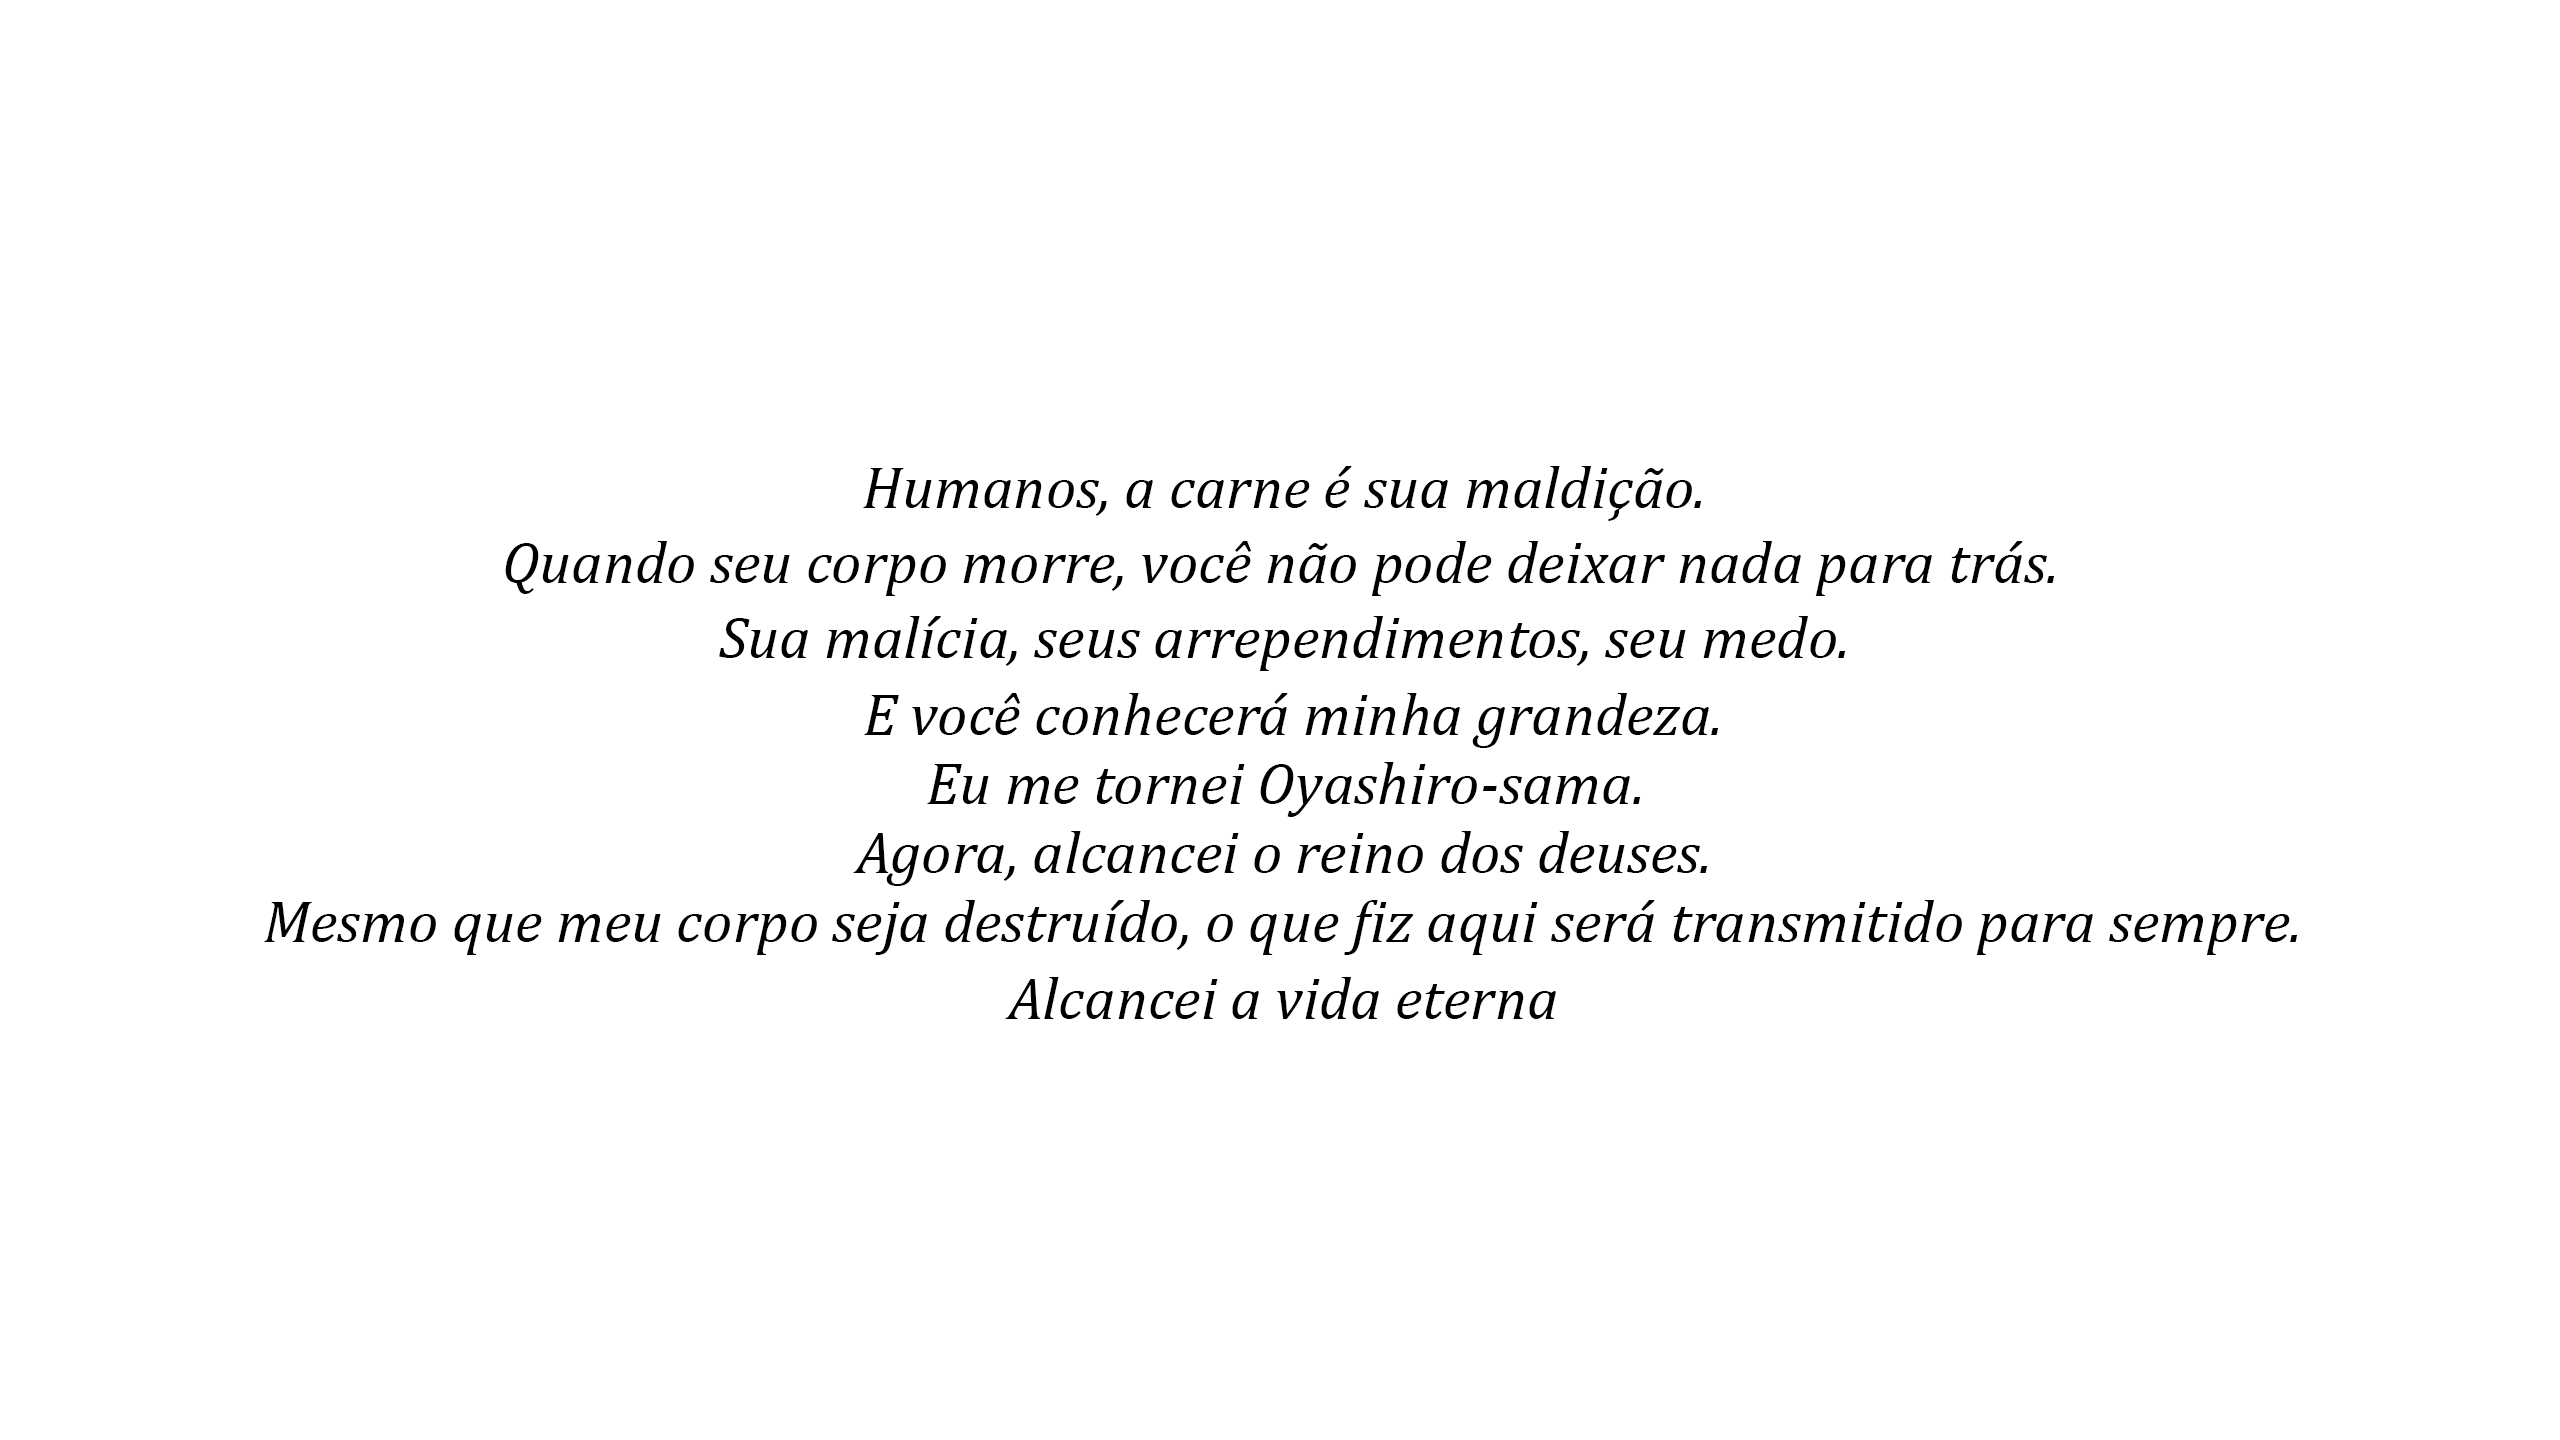 Humanos, a carne é sua maldição.
Quando seu corpo morre, você não pode deixar nada para trás.
Sua malícia, seus arrependimentos, seu medo.
E você conhecerá minha grandeza.
Eu me tornei Oyashiro-sama.
Agora, alcancei o reino dos deuses.
Mesmo que meu corpo seja destruído, o que fiz aqui será transmitido para sempre.
Alcancei a vida eterna